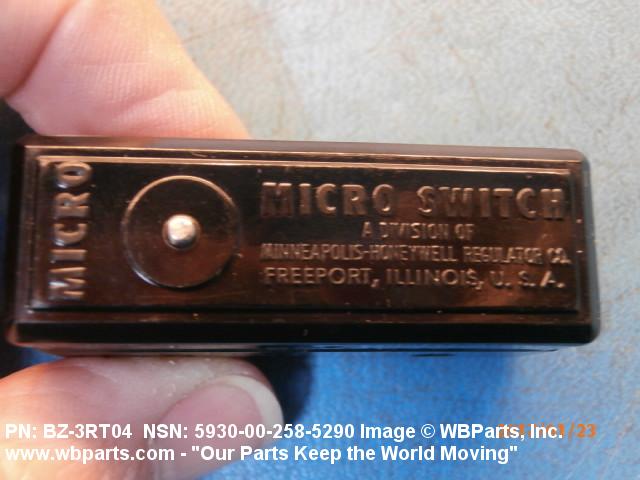 MICRO
MICRO SWITCH
A DIVISION OF
MINNEAPOLIS-HONEYWELL REGULATOR CO.
FREEPORT, ILLINOIS, U. S. A.
PN: BZ-3RT04 NSN: 5930-00-258-5290 Image © WBParts, Inc.
www.wbparts.com - "Our Parts Keep the World Moving"